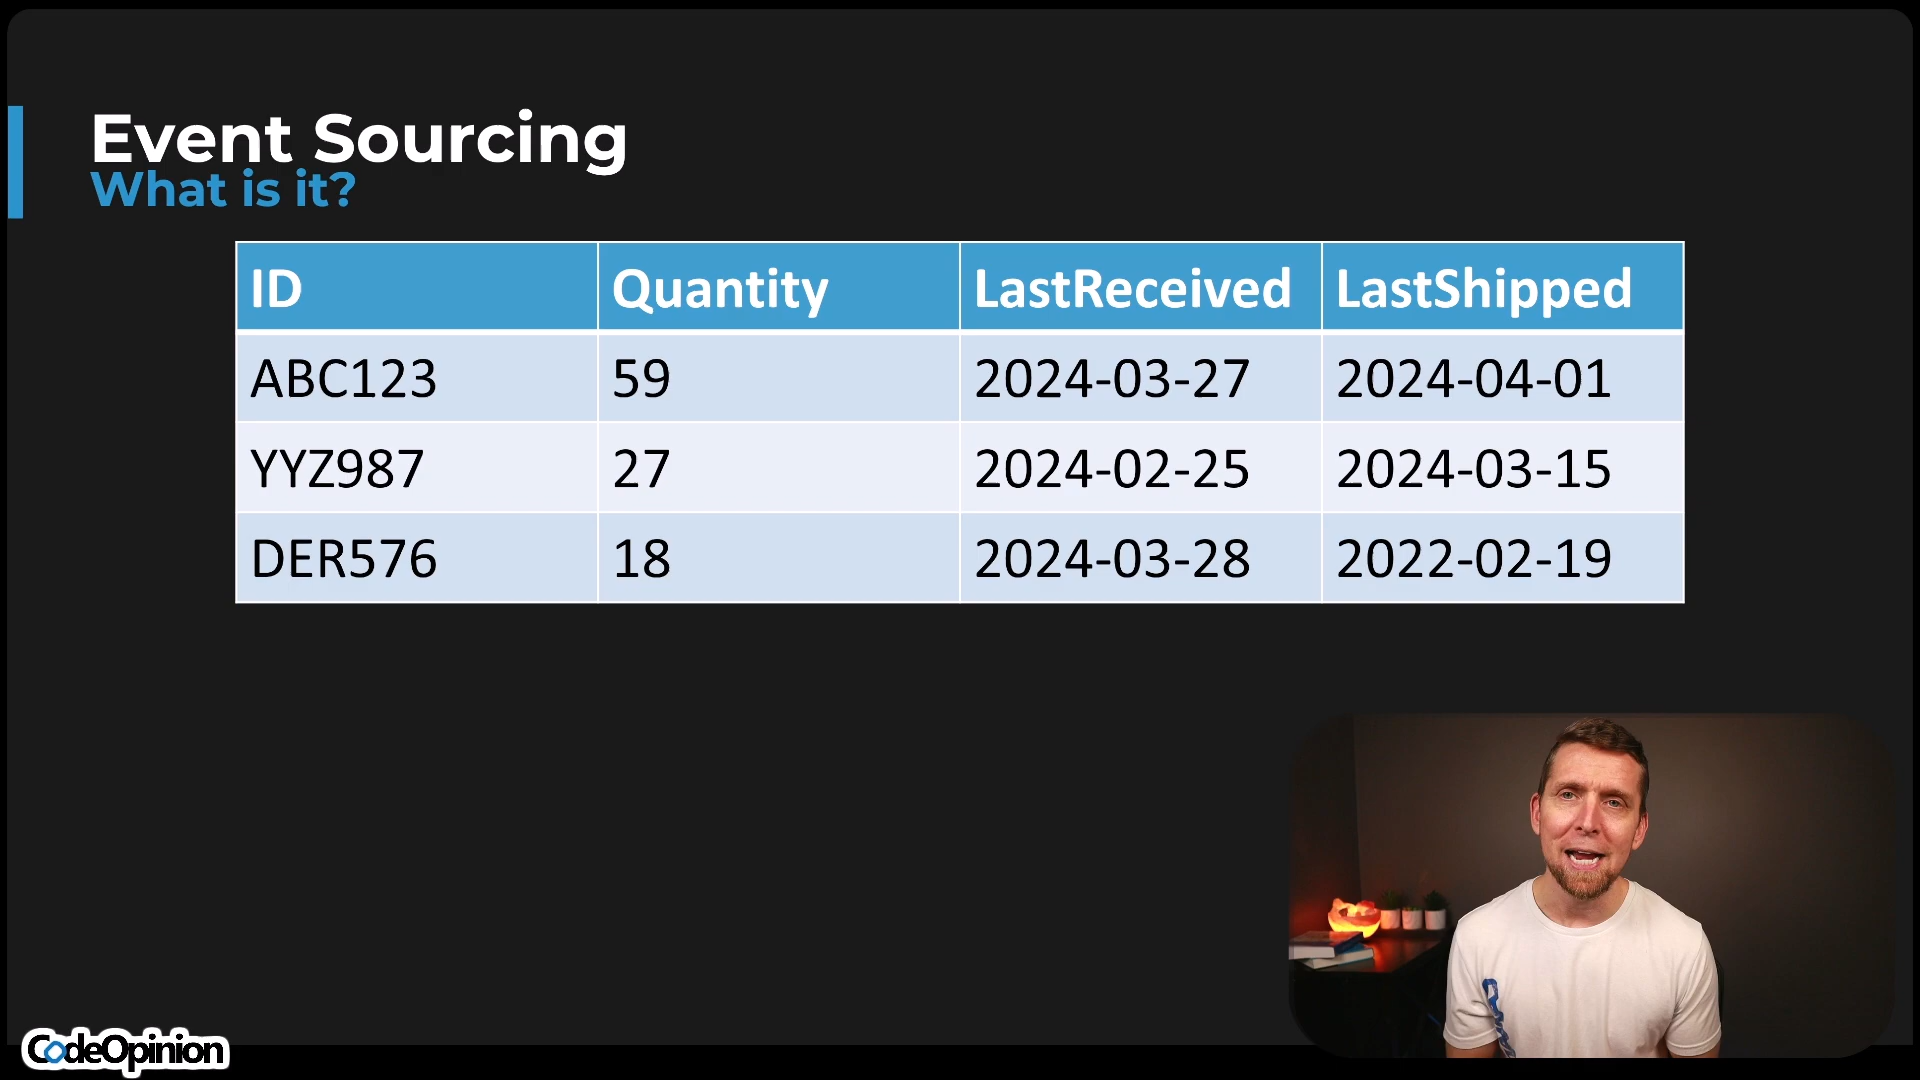 Event Sourcing
What is it?
ID Quantity LastReceived LastShipped
ABC123 59 2024-03-27 2024-04-01
YYZ987 27 2024-02-25 2024-03-15
DER576 18 2024-03-28 2022-02-19
CodeOpinion